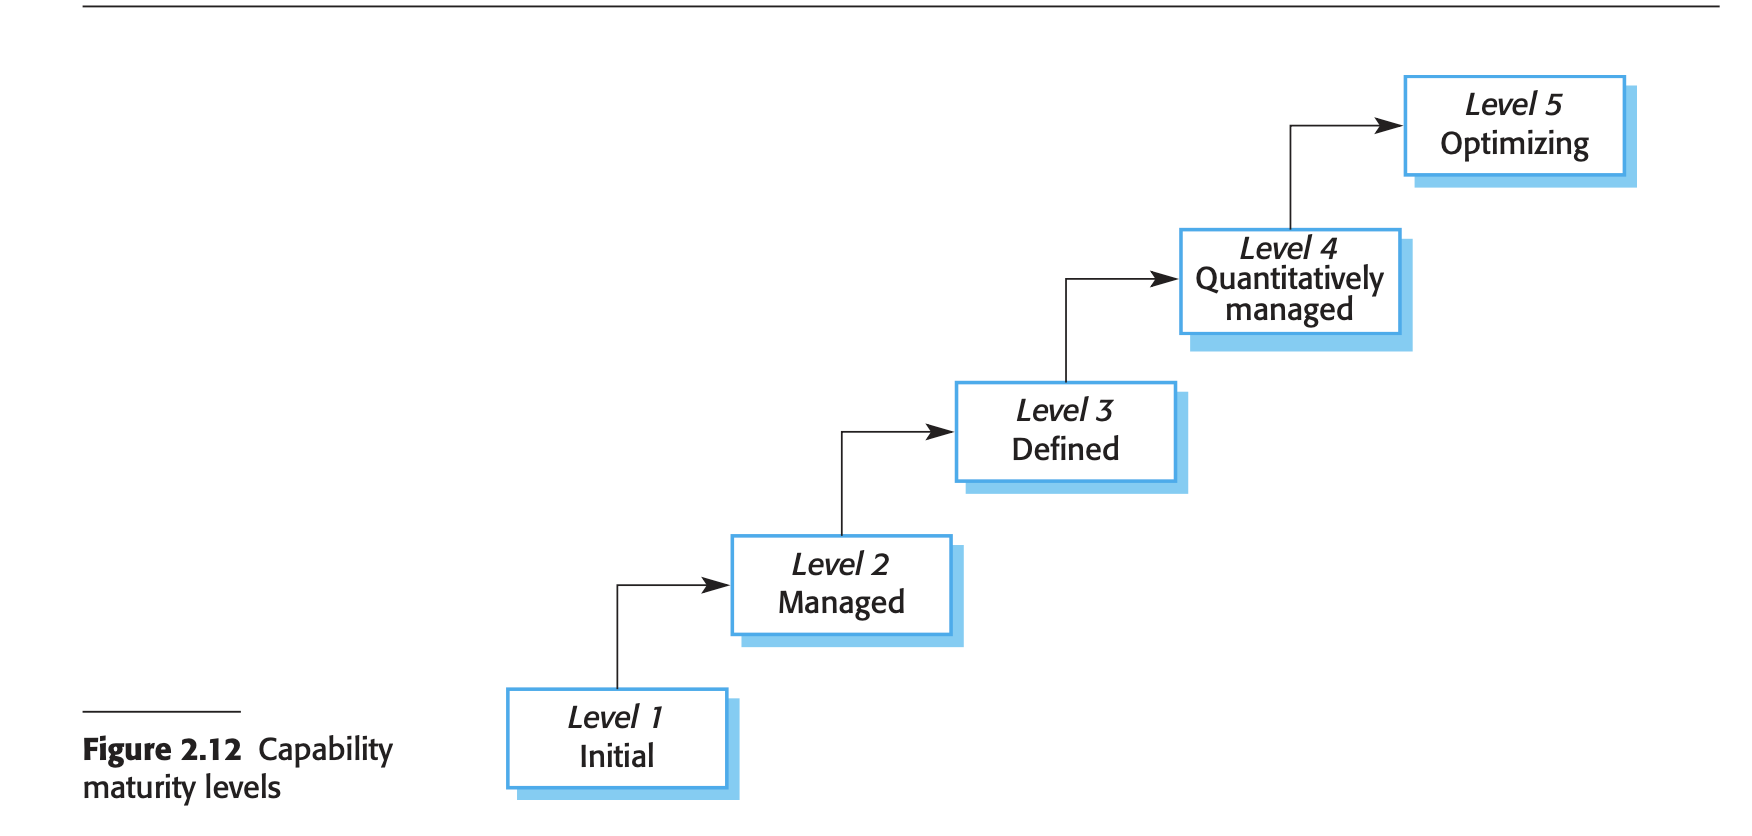 Level 5
Optimizing
Level 4
Quantitatively
managed
Level 3
Defined
Level 2
Managed
Level 1
Initial
Figure 2.12 Capability
maturity levels